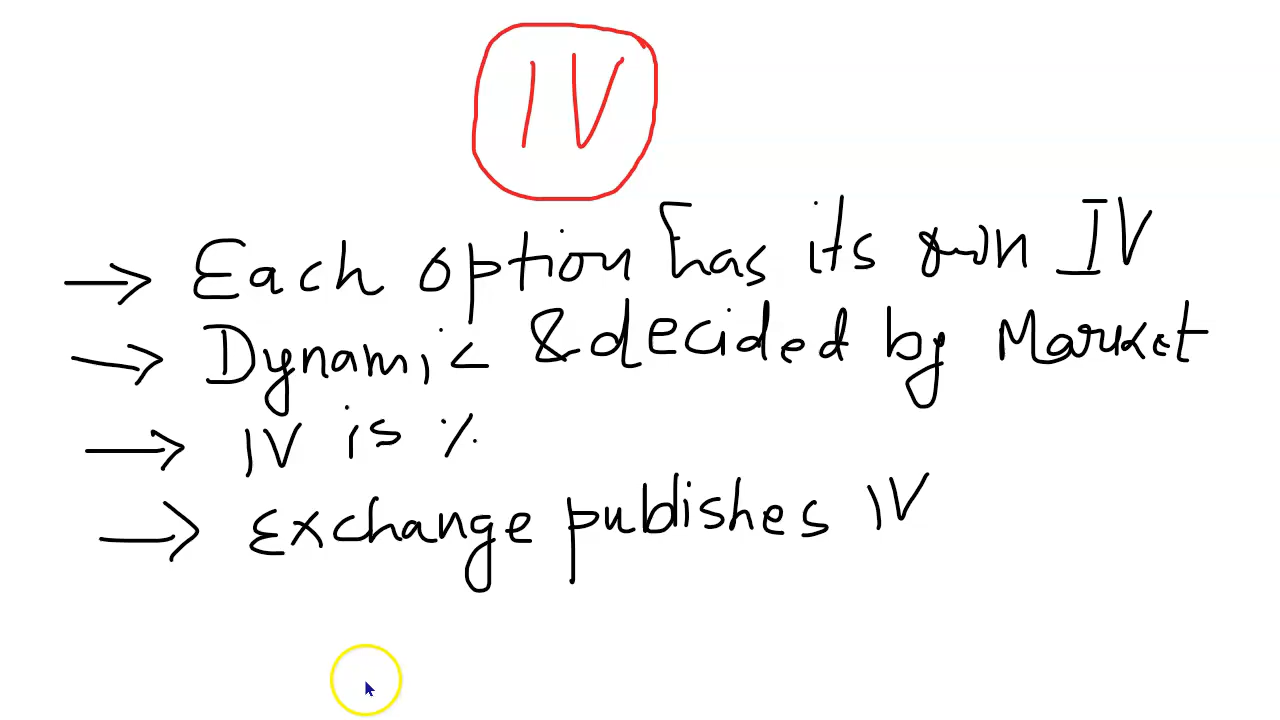 IV
→ Each option has its own IV
→ Dynamic & decided by Market
→ IV is %
→ Exchange publishes IV